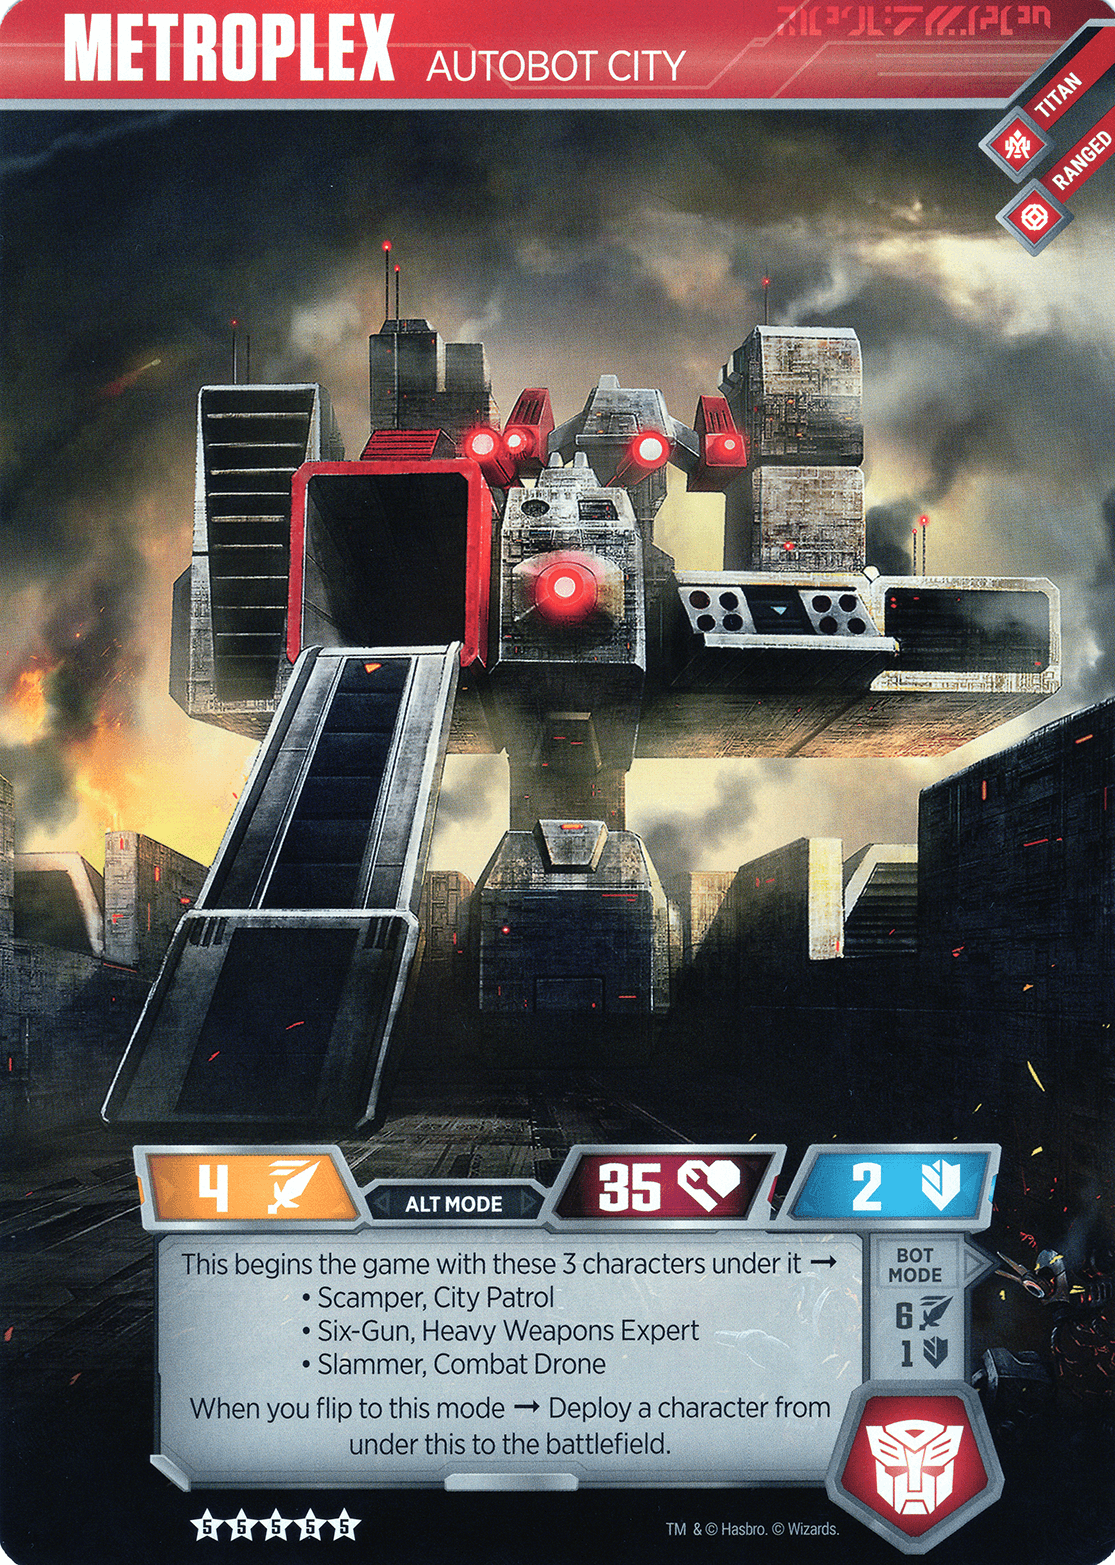 METROPLEX AUTOBOT CITY
TITAN
RANGED
4 ALT MODE 35 2
This begins the game with these 3 characters under it →
• Scamper, City Patrol
• Six-Gun, Heavy Weapons Expert
• Slammer, Combat Drone
When you flip to this mode → Deploy a character from
under this to the battlefield.
BOT
MODE
6
1
5 5 5 5 5
TM & © Hasbro. © Wizards.